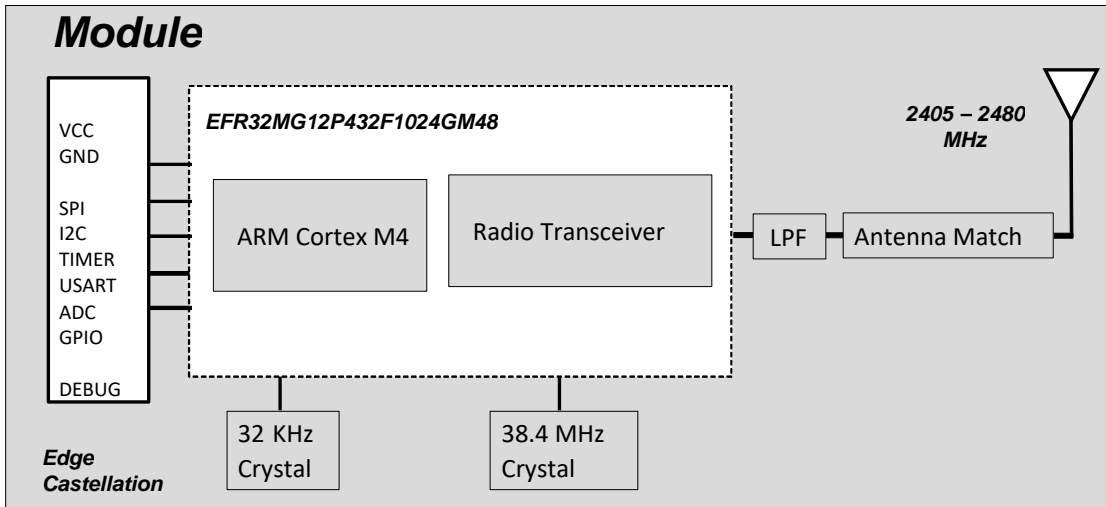 Module
VCC
GND
SPI
I2C
TIMER
USART
ADC
GPIO
DEBUG
Edge
Castellation
EFR32MG12P432F1024GM48
ARM Cortex M4
Radio Transceiver
32 KHz
Crystal
38.4 MHz
Crystal
LPF
Antenna Match
2405 – 2480
MHz